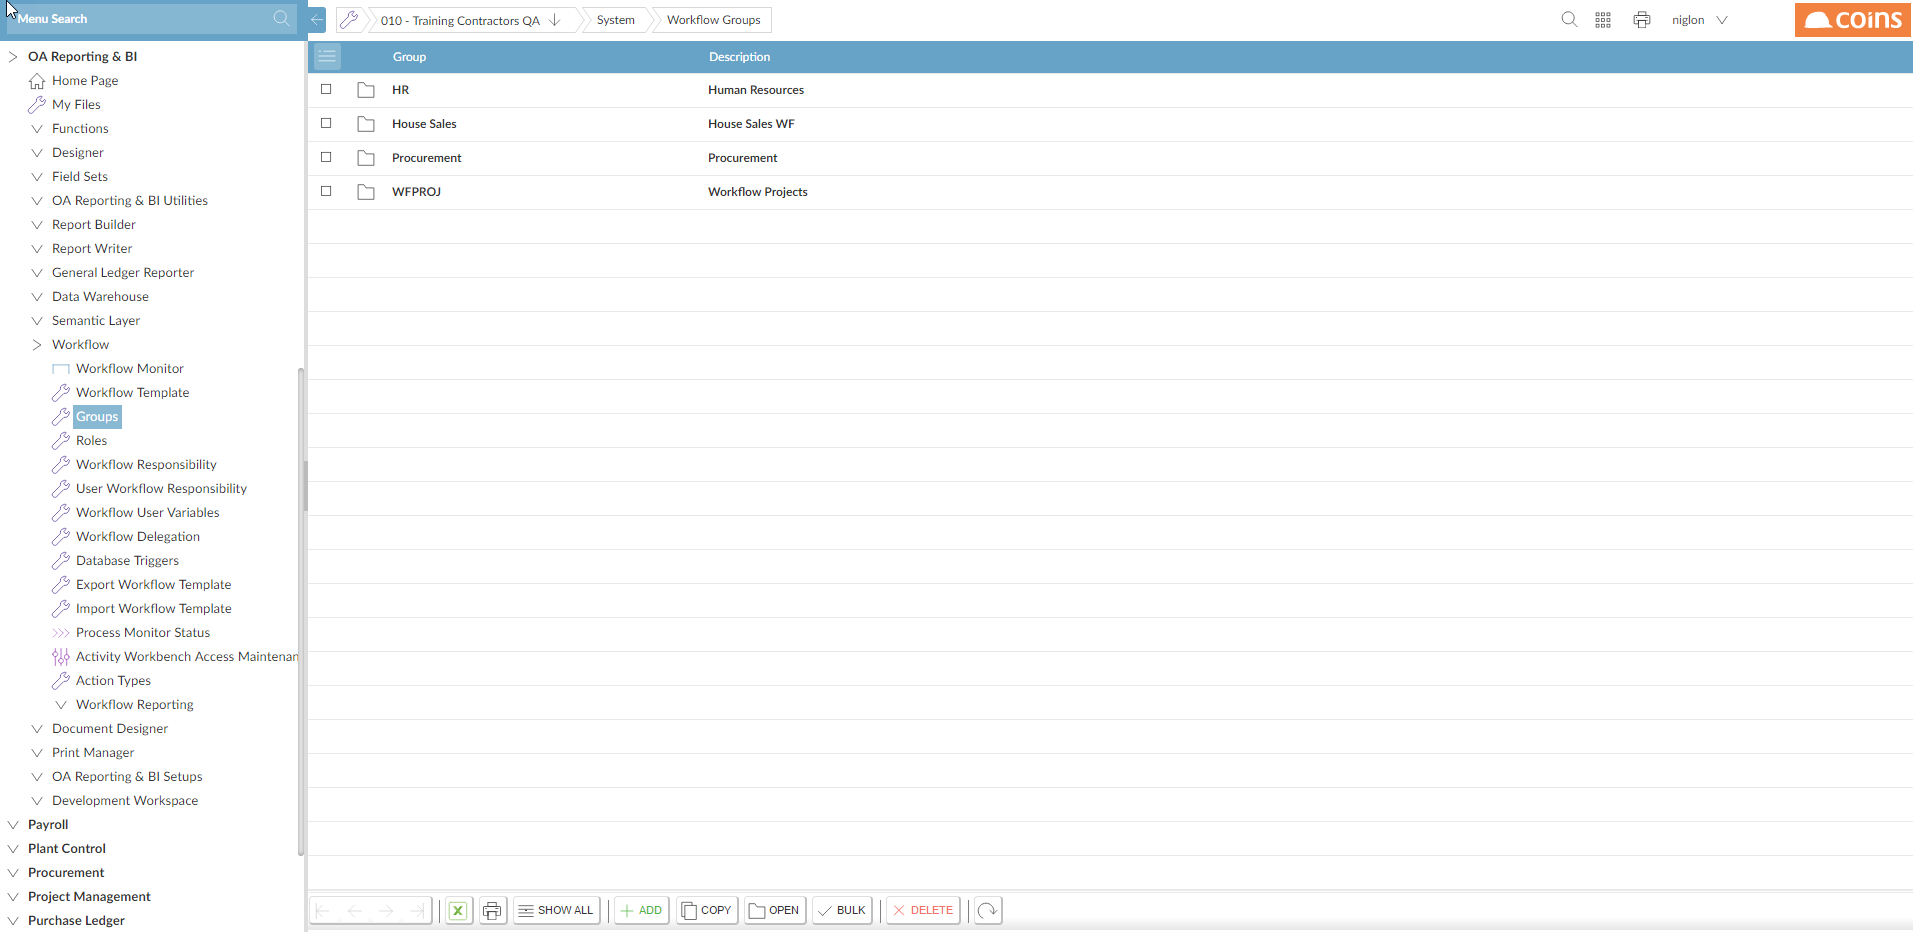 Menu Search
010 - Training Contractors QA
System
Workflow Groups
niglon
coins
OA Reporting & BI
Home Page
My Files
Functions
Designer
Field Sets
OA Reporting & BI Utilities
Report Builder
Report Writer
General Ledger Reporter
Data Warehouse
Semantic Layer
Workflow
Workflow Monitor
Workflow Template
Groups
Roles
Workflow Responsibility
User Workflow Responsibility
Workflow User Variables
Workflow Delegation
Database Triggers
Export Workflow Template
Import Workflow Template
Process Monitor Status
Activity Workbench Access Maintenan
Action Types
Workflow Reporting
Document Designer
Print Manager
OA Reporting & BI Setups
Development Workspace
Payroll
Plant Control
Procurement
Project Management
Purchase Ledger
Group Description
HR Human Resources
House Sales House Sales WF
Procurement Procurement
WFPROJ Workflow Projects
SHOW ALL ADD COPY OPEN BULK DELETE